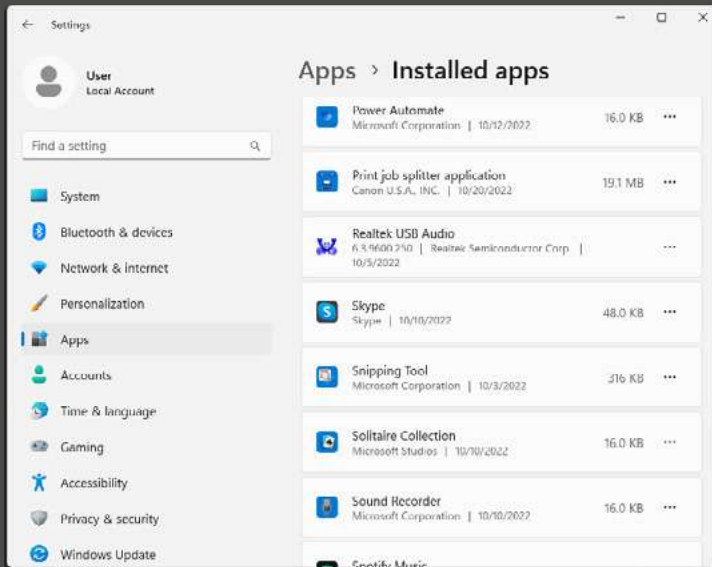 Settings
User
Local Account
Find a setting
System
Bluetooth & devices
Network & internet
Personalization
Apps
Accounts
Time & language
Gaming
Accessibility
Privacy & security
Windows Update
Apps > Installed apps
Power Automate
Microsoft Corporation | 10/12/2022
16.0 KB
Print job splitter application
Canon U.S.A., INC. | 10/20/2022
19.1 MB
Realtek USB Audio
6.3.9600.250 | Realtek Semiconductor Corp. |
10/5/2022
Skype
Skype | 10/10/2022
48.0 KB
Snipping Tool
Microsoft Corporation | 10/3/2022
316 KB
Solitaire Collection
Microsoft Studios | 10/10/2022
16.0 KB
Sound Recorder
Microsoft Corporation | 10/10/2022
16.0 KB
Spotify Music